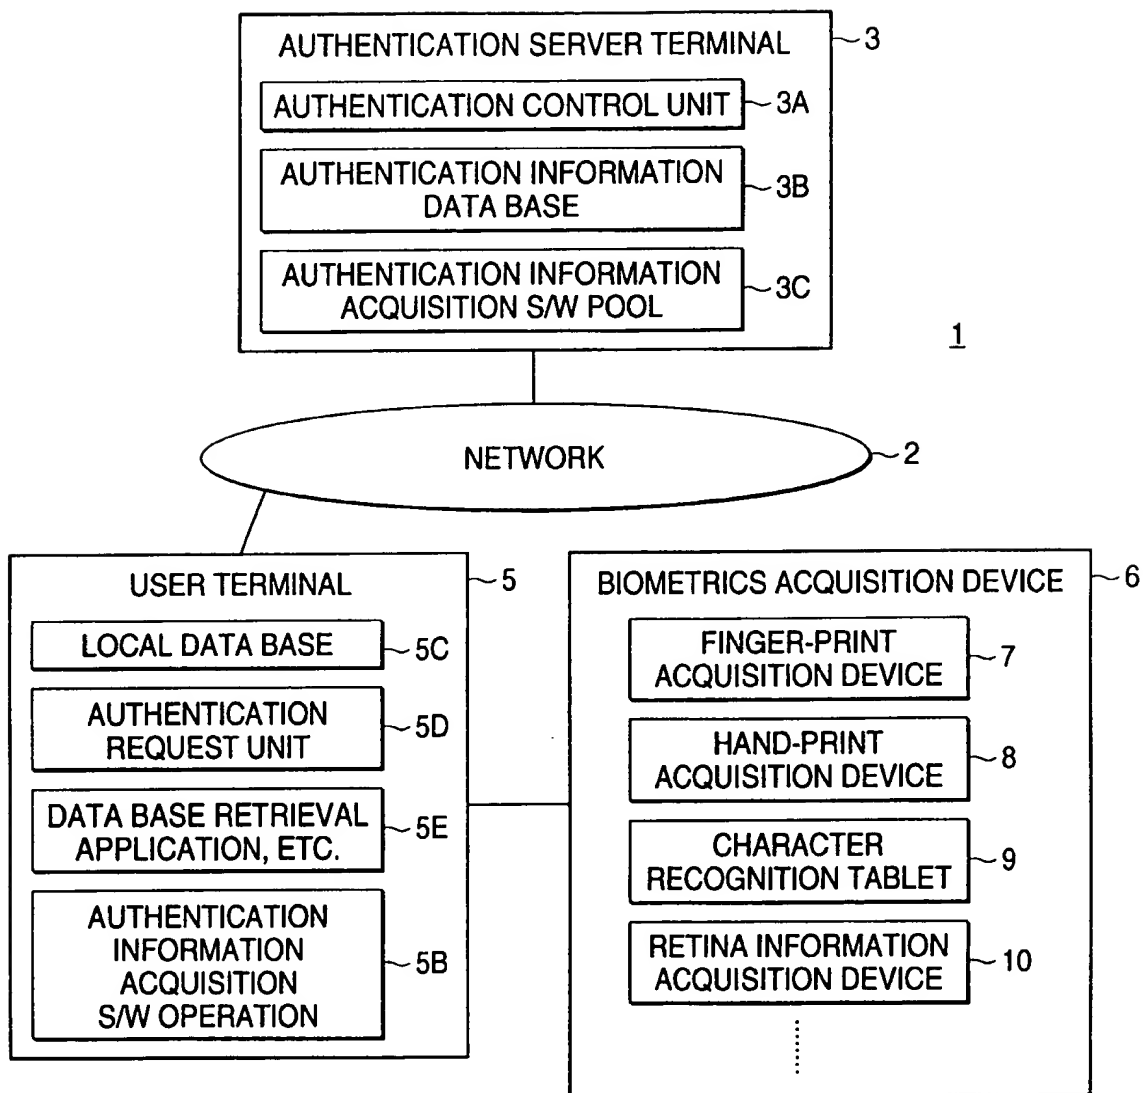 AUTHENTICATION SERVER TERMINAL
3
AUTHENTICATION CONTROL UNIT
3A
AUTHENTICATION INFORMATION
DATA BASE
3B
AUTHENTICATION INFORMATION
ACQUISITION S/W POOL
3C
1
NETWORK
2
USER TERMINAL
5
LOCAL DATA BASE
5C
AUTHENTICATION
REQUEST UNIT
5D
DATA BASE RETRIEVAL
APPLICATION, ETC.
5E
AUTHENTICATION
INFORMATION
ACQUISITION
S/W OPERATION
5B
BIOMETRICS ACQUISITION DEVICE
6
FINGER-PRINT
ACQUISITION DEVICE
7
HAND-PRINT
ACQUISITION DEVICE
8
CHARACTER
RECOGNITION TABLET
9
RETINA INFORMATION
ACQUISITION DEVICE
10